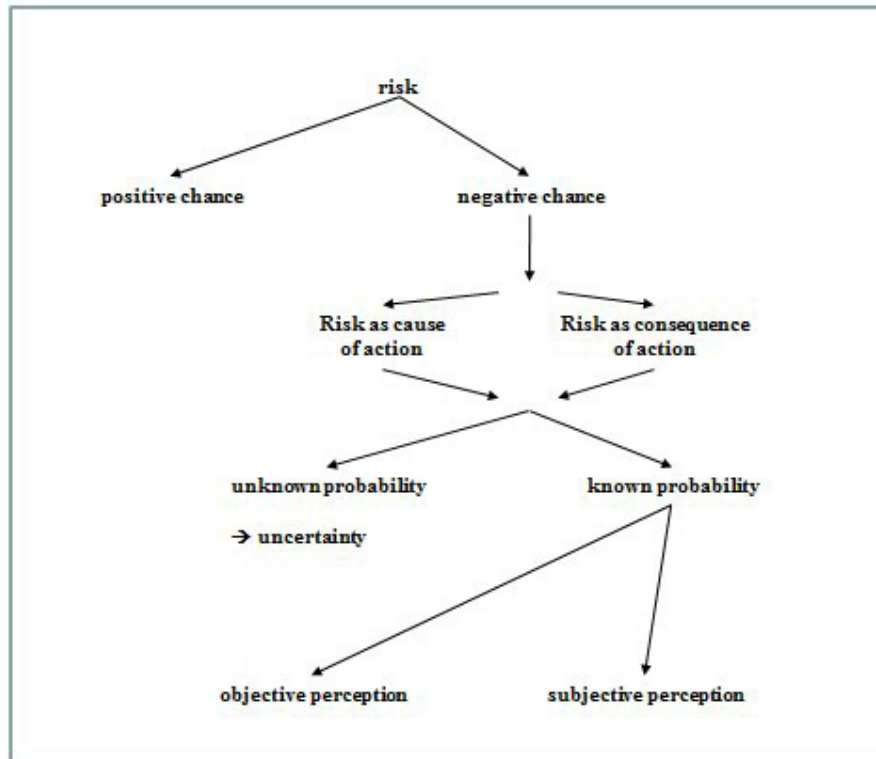 risk
positive chance
negative chance
Risk as cause
of action
Risk as consequence
of action
unknown probability
known probability
→ uncertainty
objective perception
subjective perception